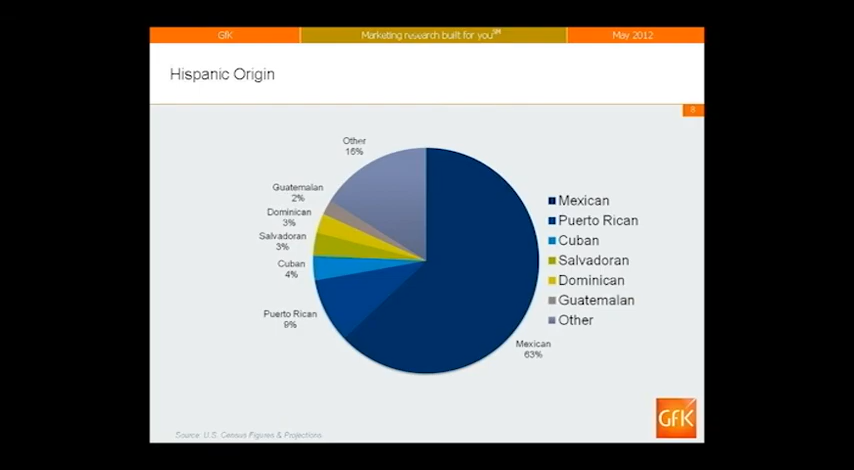 GfK
Marketing research built for you℠
May 2012
Hispanic Origin
8
Other
16%
Guatemalan
2%
Dominican
3%
Salvadoran
3%
Cuban
4%
Puerto Rican
9%
Mexican
63%
Mexican
Puerto Rican
Cuban
Salvadoran
Dominican
Guatemalan
Other
Source: U.S. Census Figures & Projections
GfK